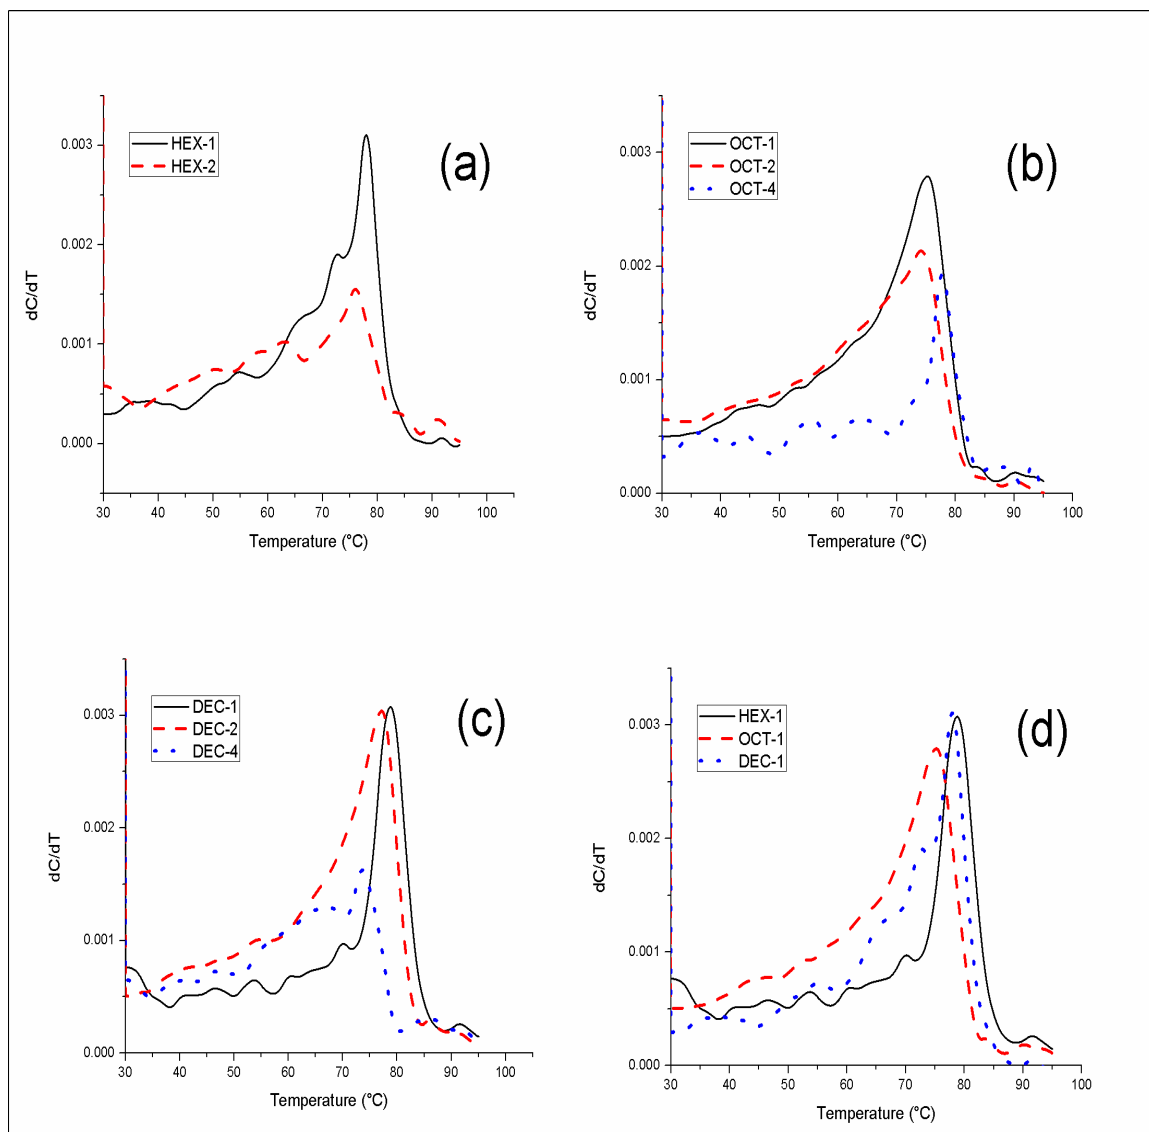 HEX-1
HEX-2
(a)
0.003
0.002
0.001
0.000
dC/dT
30 40 50 60 70 80 90 100
Temperature (°C)
OCT-1
OCT-2
OCT-4
(b)
0.003
0.002
0.001
0.000
dC/dT
30 40 50 60 70 80 90 100
Temperature (°C)
DEC-1
DEC-2
DEC-4
(c)
0.003
0.002
0.001
0.000
dC/dT
30 40 50 60 70 80 90 100
Temperature (°C)
HEX-1
OCT-1
DEC-1
(d)
0.003
0.002
0.001
0.000
dC/dT
30 40 50 60 70 80 90 100
Temperature (°C)